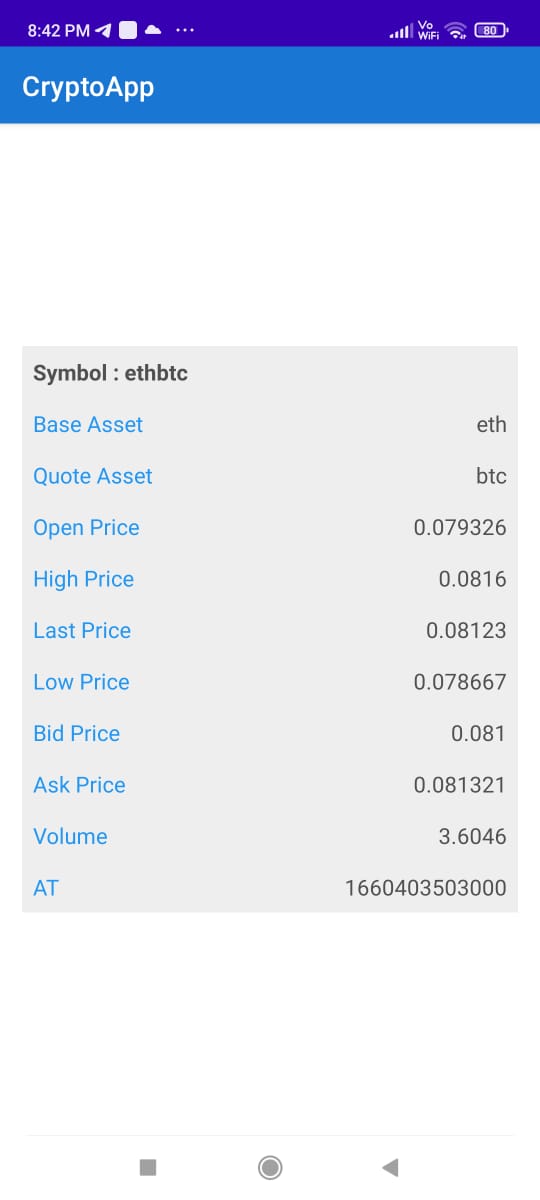 8:42 PM
Vo WiFi
80
CryptoApp
Symbol : ethbtc
Base Asset eth
Quote Asset btc
Open Price 0.079326
High Price 0.0816
Last Price 0.08123
Low Price 0.078667
Bid Price 0.081
Ask Price 0.081321
Volume 3.6046
AT 1660403503000